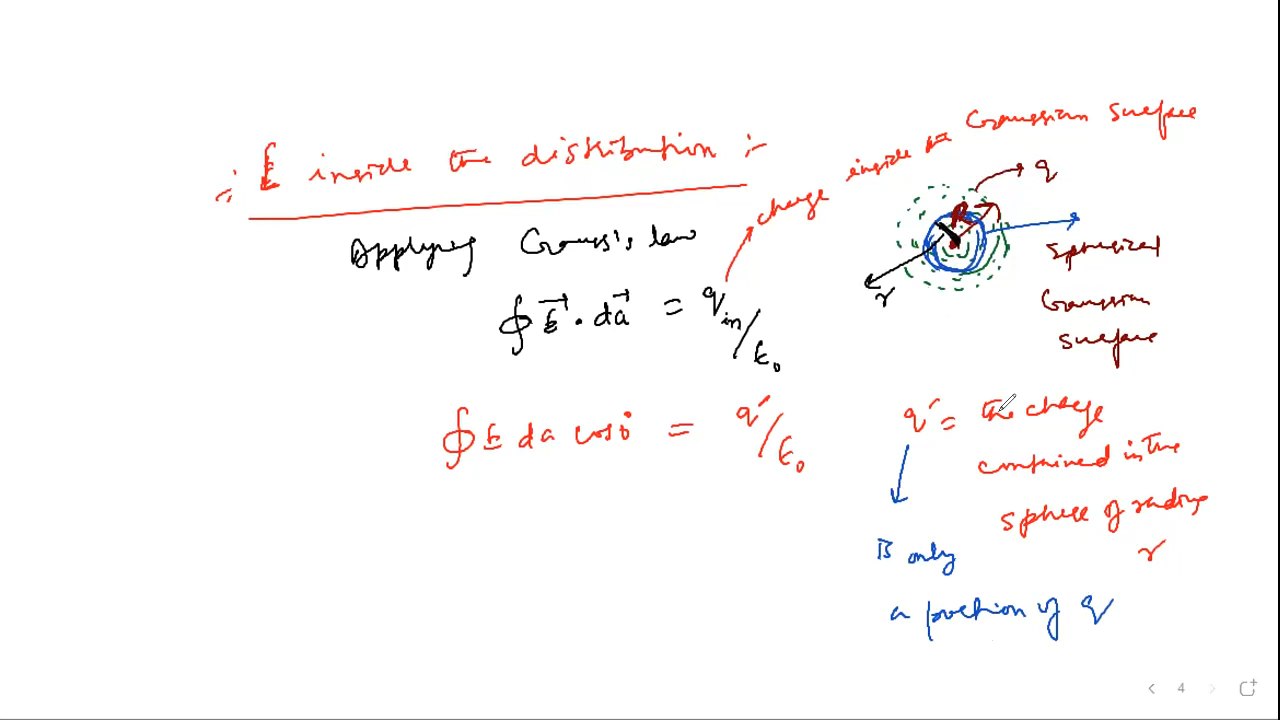 :- E inside the distribution :-
Applying Gauss's law
∮ E⃗ . da⃗ = q_in/ε₀
charge inside the Gaussian surface
∮ E da cos0° = q′/ε₀
R
q
r
Spherical
Gaussian
surface
q′ = the charge
contained in the
sphere of radius
r
is only
a portion of q
4